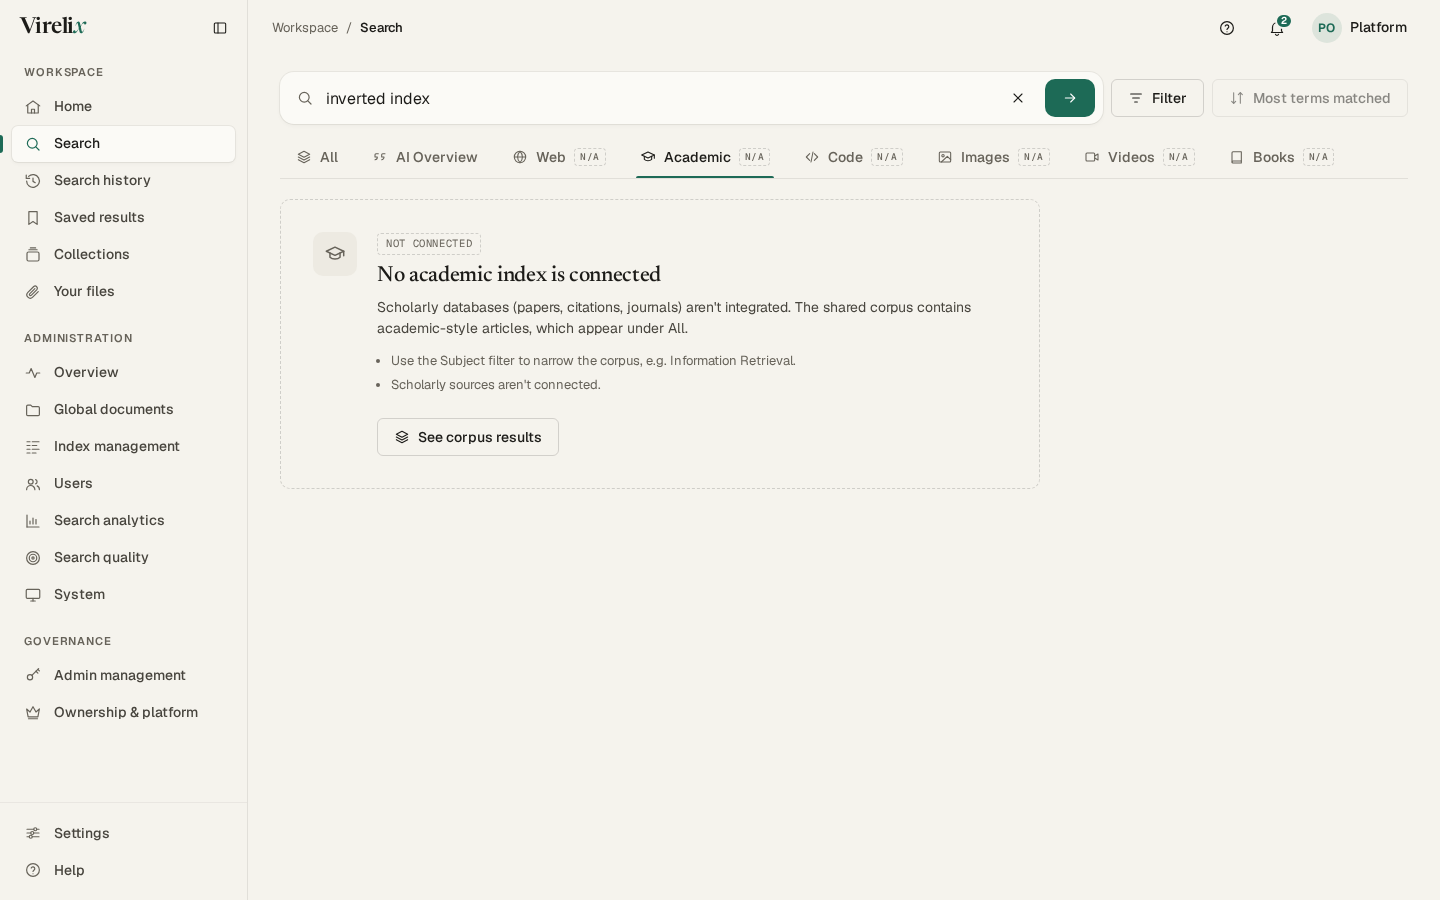 Virelix
Workspace / Search
2
PO
Platform
WORKSPACE
Home
Search
Search history
Saved results
Collections
Your files
ADMINISTRATION
Overview
Global documents
Index management
Users
Search analytics
Search quality
System
GOVERNANCE
Admin management
Ownership & platform
Settings
Help
inverted index
Filter
Most terms matched
All
AI Overview
Web N/A
Academic N/A
Code N/A
Images N/A
Videos N/A
Books N/A
NOT CONNECTED
No academic index is connected
Scholarly databases (papers, citations, journals) aren't integrated. The shared corpus contains
academic-style articles, which appear under All.
• Use the Subject filter to narrow the corpus, e.g. Information Retrieval.
• Scholarly sources aren't connected.
See corpus results